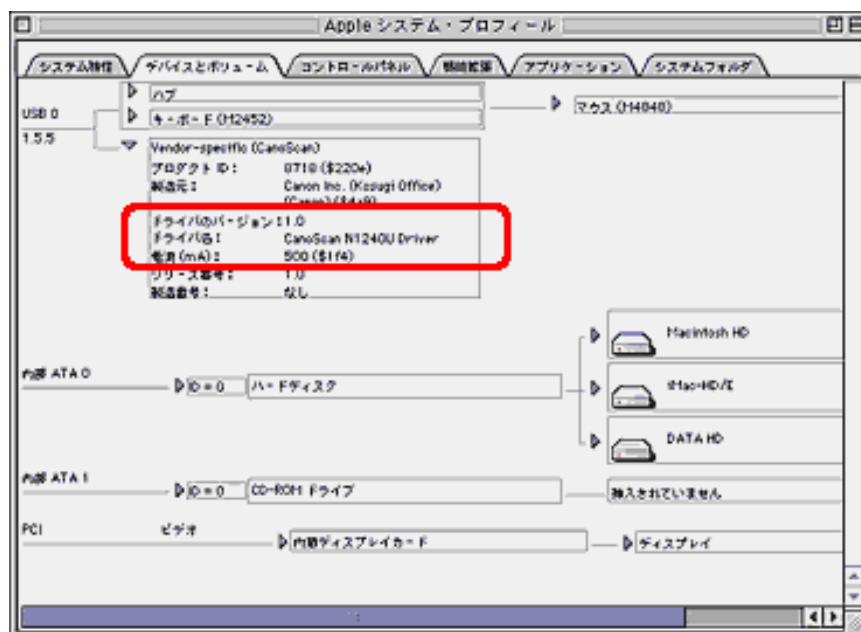 Apple システム・プロフィール
システム特性 デバイスとボリューム コントロールパネル 機能拡張 アプリケーション システムフォルダ
USB 0
1.5.5
ハブ
キーボード (M2452)
マウス (M4848)
Vendor-specific (CanoScan)
プロダクト ID : 8718 ($220e)
製造元 : Canon Inc. (Kosugi Office)
(Canon) ($4a9)
ドライバのバージョン : 1.0
ドライバ名 : CanoScan N1240U Driver
電流 (mA) : 500 ($1f4)
リリース番号 : 1.0
製造番号 : なし
Macintosh HD
内部 ATA 0
ID = 0 ハードディスク
iMac-HD/E
DATA HD
内部 ATA 1
ID = 0 CD-ROM ドライブ
挿入されていません
PCI ビデオ
内蔵ディスプレイカード
ディスプレイ